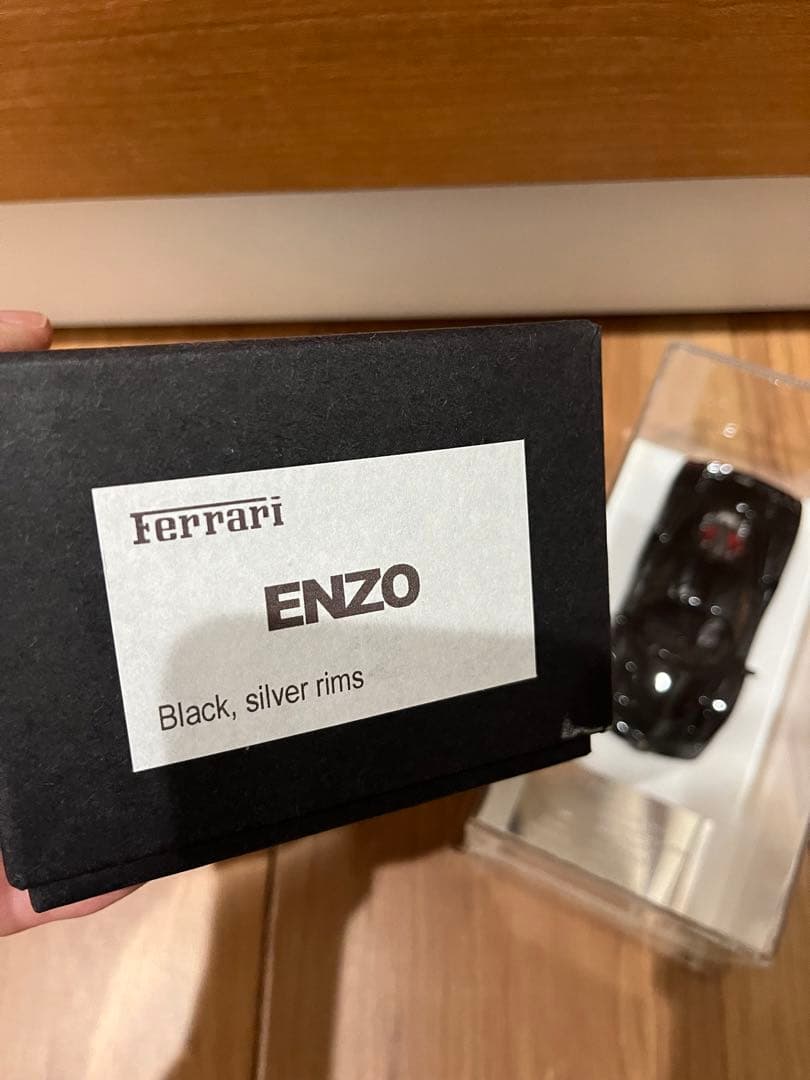 Ferrari
ENZO
Black, silver rims